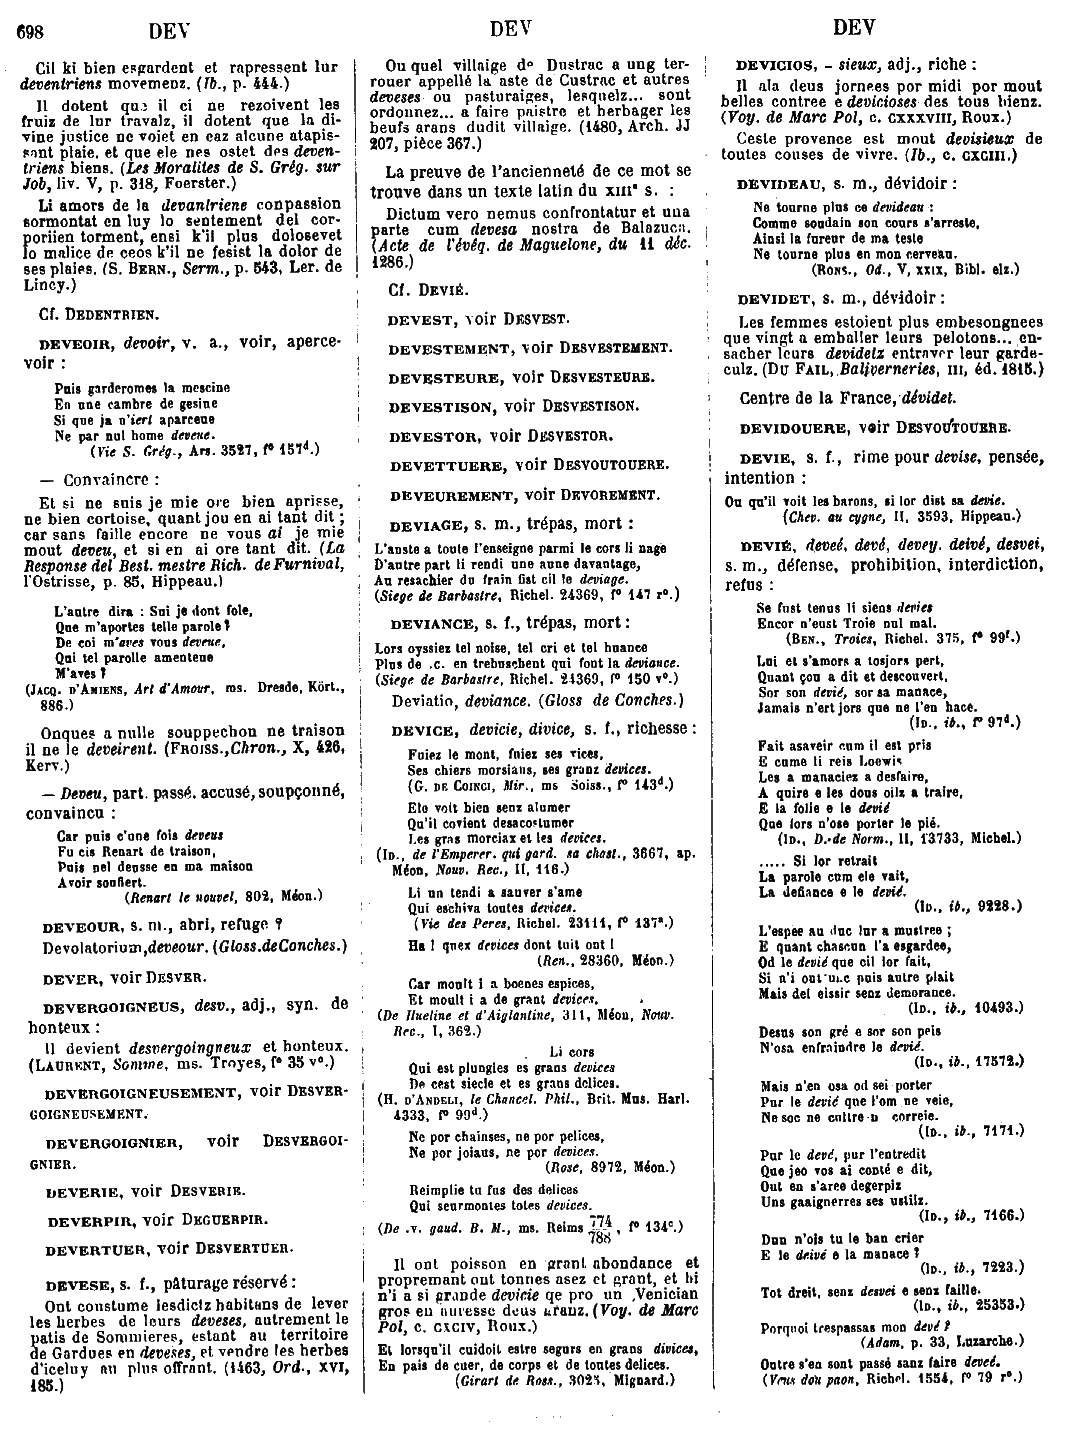 698 DEV DEV DEV
Cil ki bien esgardent et rapressent lur
deventriens movemenz. (Ib., p. 444.)
Il dotent que il ci ne rezoivent les
fruiz de lur travalz, il dotent que la di-
vine justice ne voiet en eaz alcune atapis-
sant plaie, et que ele nes ostet des deven-
triens biens. (Les Moralites de S. Grég. sur
Job, liv. V, p. 318, Foerster.)
Li amors de la devantriene conpassion
sormontat en luy lo sentement del cor-
poriien torment, ensi k'il plus dolosevet
lo malice de ceos k'il ne fesist la dolor de
ses plaies. (S. BERN., Serm., p. 543, Ler. de
Lincy.)
Cf. DEDENTRIEN.
DEVEOIR, devoir, v. a., voir, aperce-
voir :
Puis garderomes la mescine
En une cambre de gesine
Si que ja n'iert aparceue
Ne par nul home deveue.
(Vie S. Grég., Ars. 3527, f° 157d.)
— Convaincre :
Et si ne suis je mie ore bien aprisse,
ne bien cortoise, quant jou en ai tant dit ;
car sans faille encore ne vous ai je mie
mout deveu, et si en ai ore tant dit. (La
Response del Best. mestre Rich. de Furnival,
l'Ostrisse, p. 85, Hippeau.)
L'autre dira : Sui je dont fole,
Que m'aportes telle parole ?
De coi m'aves vous deveue,
Qui tel parolle amenteue
M'aves ?
(JACQ. D'AMIENS, Art d'Amour, ms. Dresde, Kört.,
886.)
Onques a nulle souppechon ne traison
il ne le deveirent. (FROISS., Chron., X, 426,
Kerv.)
— Deveu, part. passé. accusé, soupçonné,
convaincu :
Car puis c'une fois deveus
Fu cis Renart de traison,
Puis nel deusse en ma maison
Avoir souffert.
(Renart le nouvel, 802, Méon.)
DEVEOUR, s. m., abri, refuge ?
Devolatorium, deveour. (Gloss. de Conches.)
DEVER, voir DESVER.
DEVERGOIGNEUS, desv., adj., syn. de
honteux :
Il devient desvergoingneux et honteux.
(LAURENT, Somme, ms. Troyes, f° 35 v°.)
DEVERGOIGNEUSEMENT, voir DESVER-
GOIGNEUSEMENT.
DEVERGOIGNIER, voir DESVERGOI-
GNIER.
DEVERIE, voir DESVERIE.
DEVERPIR, voir DEGUERPIR.
DEVERTUER, voir DESVERTUER.
DEVESE, s. f., pâturage réservé :
Ont constume lesdictz habitans de lever
les herbes de leurs deveses, autrement le
patis de Sommieres, estant au territoire
de Gardues en deveses, et vendre les herbes
d'iceluy au plus offrant. (1463, Ord., XVI,
185.)
Ou quel villaige de Dustrac a ung ter-
rouer appellé la aste de Custrac et autres
deveses ou pasturaiges, lesquelz... sont
ordonnez... a faire paistre et herbager les
beufs arans dudit villaige. (1480, Arch. JJ
207, pièce 367.)
La preuve de l'ancienneté de ce mot se
trouve dans un texte latin du XIIIe s. :
Dictum vero nemus confrontatur et una
parte cum devesa nostra de Balazuca.
(Acte de l'évéq. de Maguelone, du 11 déc.
1286.)
Cf. DEVIÉ.
DEVEST, voir DESVEST.
DEVESTEMENT, voir DESVESTEMENT.
DEVESTEURE, voir DESVESTEURE.
DEVESTISON, voir DESVESTISON.
DEVESTOR, voir DESVESTOR.
DEVETTUERE, voir DESVOUTOUERE.
DEVEUREMENT, voir DEVOREMENT.
DEVIAGE, s. m., trépas, mort :
L'anste a toute l'enseigne parmi le cors li nage
D'autre part li rendi une aune davantage,
Au resachier du frain fist cil le deviage.
(Siege de Barbastre, Richel. 24369, f° 147 r°.)
DEVIANCE, s. f., trépas, mort :
Lors oyssiez tel noise, tel cri et tel huance
Plus de .c. en trebuschent qui font la deviance.
(Siege de Barbastre, Richel. 24369, f° 150 v°.)
Deviatio, deviance. (Gloss de Conches.)
DEVICE, devicie, divice, s. f., richesse :
Fuiez le mont, fuiez ses vices,
Ses chiers morsiaus, ses granz devices.
(G. DE COINCI, Mir., ms Soiss., f° 143d.)
Elo voit bien senz alumer
Qu'il covient desacostumer
Les gras morciax et les devices.
(ID., de l'Emperer. qui gard. sa chast., 3667, ap.
Méon, Nouv. Rec., II, 116.)
Li un tendi a sauver s'ame
Qui eschiva toutes devices.
(Vie des Peres, Richel. 23111, f° 137a.)
Ha ! quex devices dont tuit ont !
(Ren., 28360, Méon.)
Car moult i a boenes espices,
Et moult i a de grant devices.
(De Hueline et d'Aiglantine, 311, Méon, Nouv.
Rec., I, 362.)
Li cors
Qui est plungies es grans devices
De cest siecle et es grans delices.
(H. D'ANDELI, le Chancel. Phil., Brit. Mus. Harl.
4333, f° 99d.)
Ne por chainses, ne por pelices,
Ne por joiaus, ne por devices.
(Rose, 8972, Méon.)
Reimplie tu fus des delices
Qui seurmontes totes devices.
(De .v. gaud. B. M., ms. Reims 774/788, f° 134c.)
Il ont poisson en grant abondance et
propremant out tonnes asez et grant, et hi
n'i a si grande devicie qe pro un Venician
gros eu auresse deus granz. (Voy. de Marc
Pol, c. CXCIV, Roux.)
Et lorsqu'il cuidoit estre segurs en grans divices,
En pais de cuer, de corps et de toutes delices.
(Girart de Ross., 3025, Mignard.)
DEVICIOS, - sieux, adj., riche :
Il ala deus jornees por midi por mout
belles contree e devicioses des tous bienz.
(Voy. de Marc Pol, c. CXXXVIII, Roux.)
Ceste provence est mout devisieux de
toutes couses de vivre. (Ib., c. CXCIII.)
DEVIDEAU, s. m., dévidoir :
Ne tourne plus ce devideau :
Comme soudain son cours s'arreste,
Ainsi la fureur de ma teste
Ne tourne plus en mon cerveau.
(RONS., Od., V, XXIX, Bibl. elz.)
DEVIDET, s. m., dévidoir :
Les femmes estoient plus embesongnees
que vingt a emballer leurs pelotons... en-
sacher leurs devidetz entraver leur garde-
culz. (DU FAIL, Baliverneries, III, éd. 1815.)
Centre de la France, dévidet.
DEVIDOUERE, voir DESVOUTOUERE.
DEVIE, s. f., rime pour devise, pensée,
intention :
Ou qu'il voit les barons, si lor dist sa devie.
(Chev. au cygne, II, 3593, Hippeau.)
DEVIÉ, deveé, devé, devey, deivé, desvei,
s. m., défense, prohibition, interdiction,
refus :
Se fust tenus li siens devies
Encor n'eust Troie nul mal.
(BEN., Troies, Richel. 375, f° 99f.)
Lui et s'amors a tosjors pert,
Quant çou a dit et descouvert,
Sor son devié, sor sa manace,
Jamais n'ert jors que ne l'en hace.
(ID., ib., f° 97d.)
Fait asaveir cum il est pris
E cume li reis Loewis
Les a manaciez a desfaire,
A quire e les dous oilz a traire,
E la folie e le devié
Que lors n'ose porter le pié.
(ID., D. de Norm., II, 13733, Michel.)
..... Si lor retrait
La parole cum ele vait,
La defiance e le devié.
(ID., ib., 9228.)
L'espee au duc lur a mustree ;
E quant chascun l'a esgardee,
Od le devié que cil lor fait,
Si n'i out unc puis autre plait
Mais del eissir senz demorance.
(ID., ib., 10493.)
Desus son gré e sor son peis
N'osa enfraindre le devié.
(ID., ib., 17572.)
Mais n'en osa od sei porter
Pur le devié que l'om ne veie,
Ne soc ne cultre u correie.
(ID., ib., 7171.)
Pur le devé, pur l'entredit
Que jeo vos ai conté e dit,
Out en s'aree degerpiz
Uns gaaignerres ses ustilz.
(ID., ib., 7166.)
Dun n'ois tu le ban crier
E le deivé e la manace ?
(ID., ib., 7223.)
Tot dreit, senz desvei e senz faille.
(ID., ib., 25353.)
Porquoi trespassas mon devé ?
(Adam, p. 33, Luzarche.)
Outre s'en sont passé sanz faire deveé.
(Veus dou paon, Richel. 1554, f° 79 r°.)